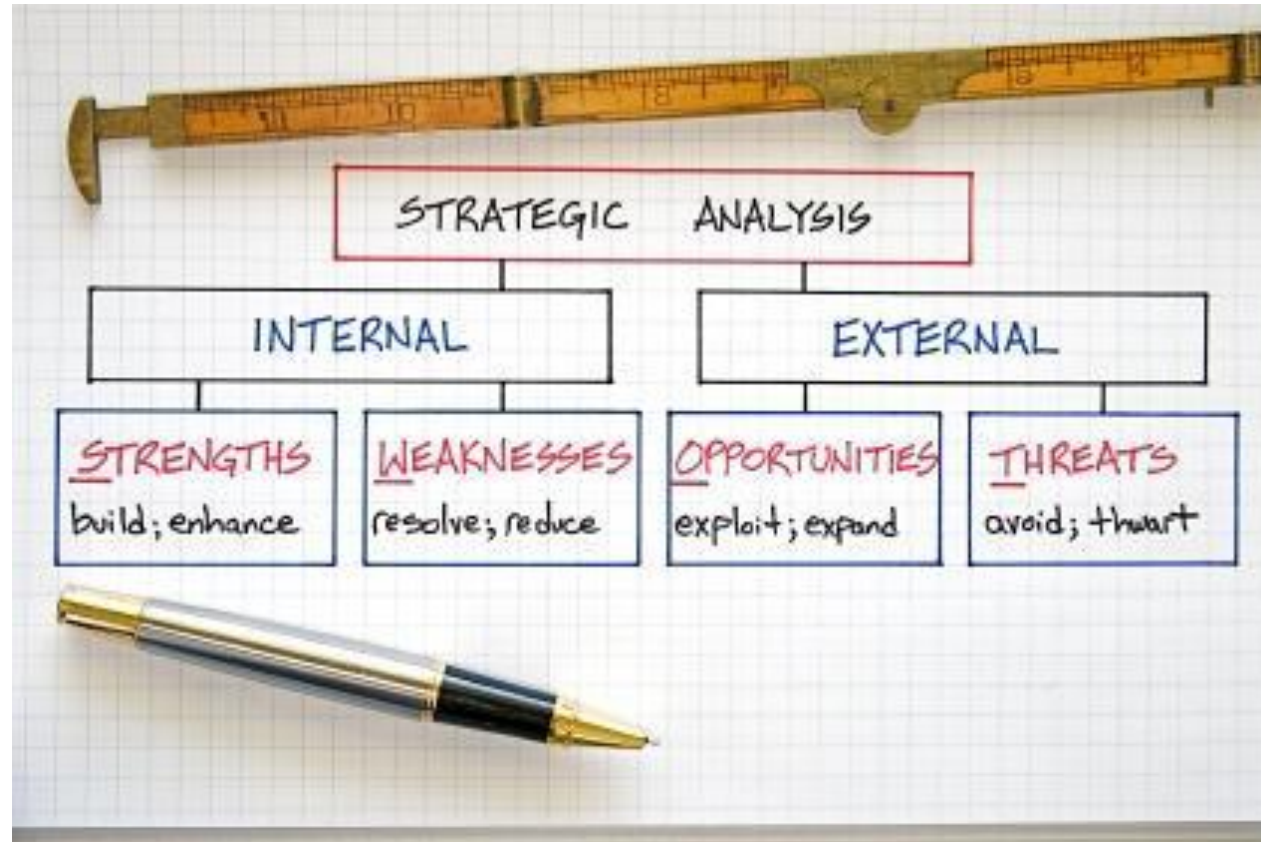 STRATEGIC ANALYSIS
INTERNAL
EXTERNAL
STRENGTHS
build; enhance
WEAKNESSES
resolve; reduce
OPPORTUNITIES
exploit; expand
THREATS
avoid; thwart